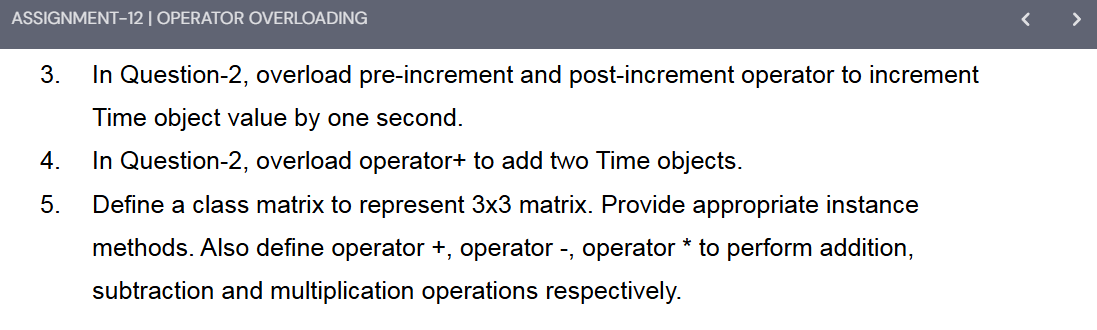 ASSIGNMENT-12 | OPERATOR OVERLOADING
3. In Question-2, overload pre-increment and post-increment operator to increment
Time object value by one second.
4. In Question-2, overload operator+ to add two Time objects.
5. Define a class matrix to represent 3x3 matrix. Provide appropriate instance
methods. Also define operator +, operator -, operator * to perform addition,
subtraction and multiplication operations respectively.